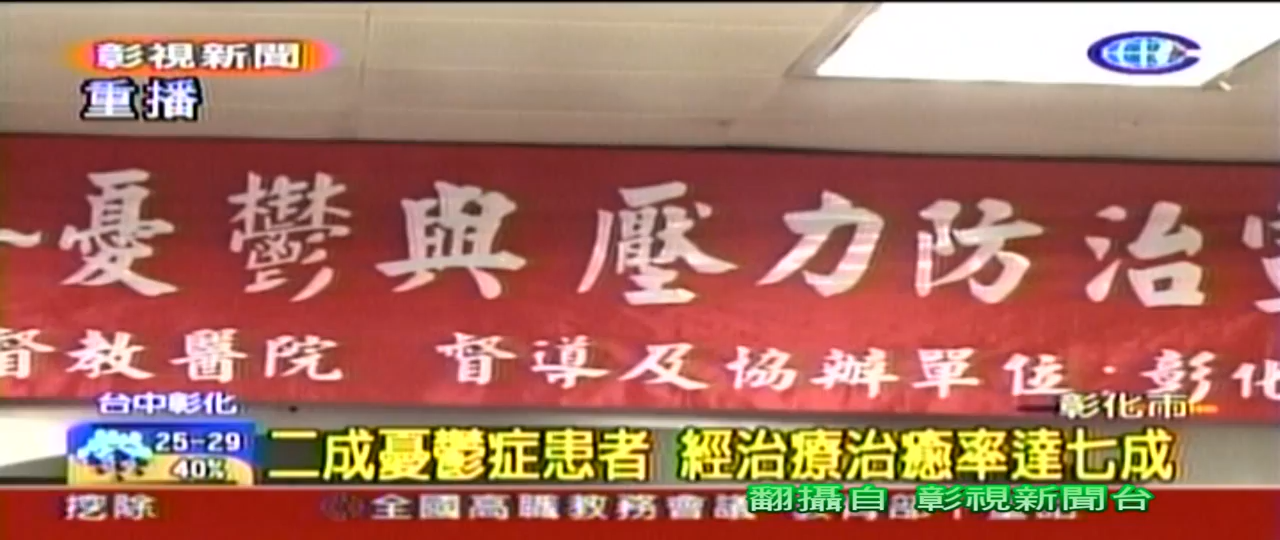 彰視新聞
重播
憂鬱與壓力防治宣
督教醫院 督導及協辦單位·彰化
台中彰化
彰化市
25-29
40%
二成憂鬱症患者 經治療治癒率達七成
挖除 全國高職教務會議
翻攝自 彰視新聞台